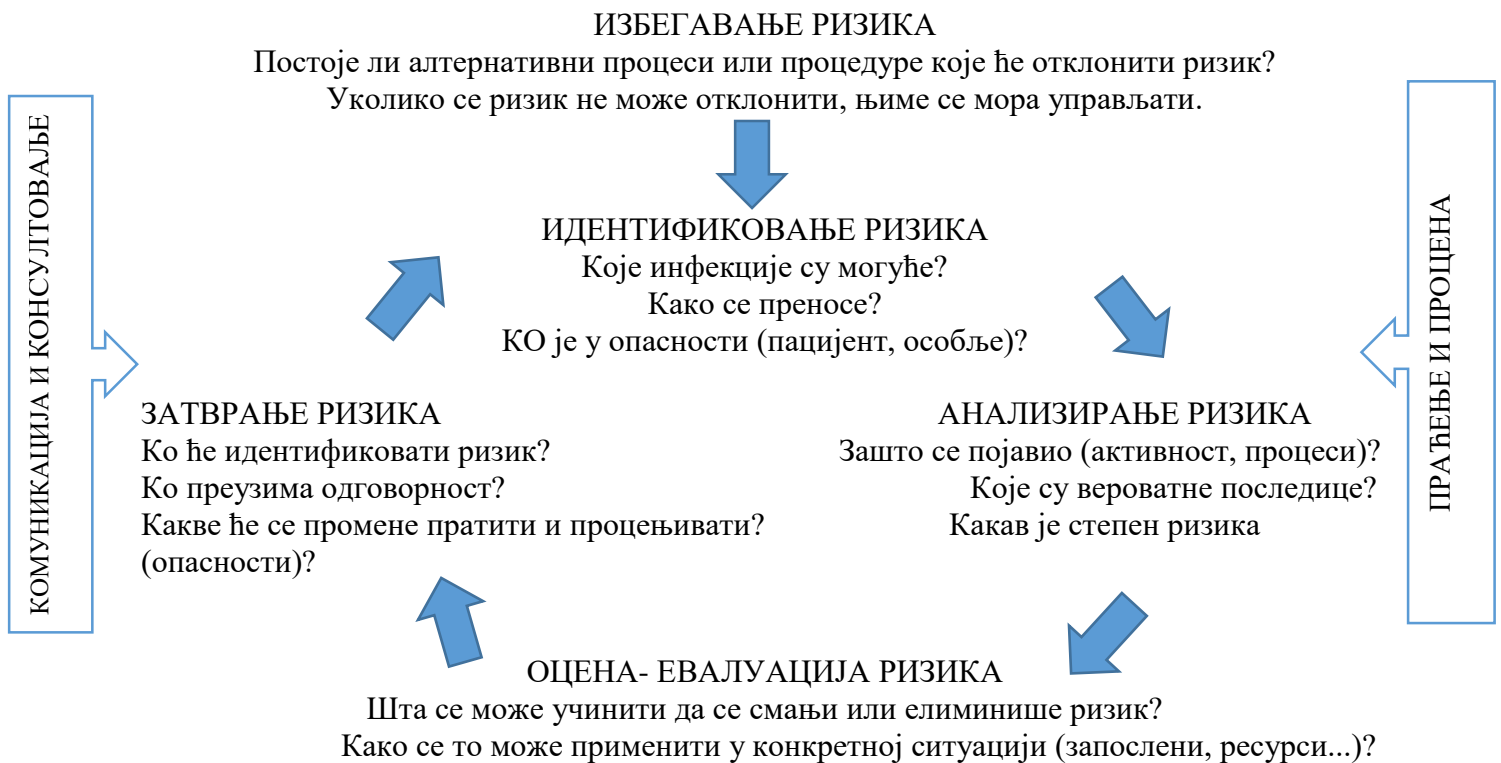 ИЗБЕГАВАЊЕ РИЗИКА
Постоје ли алтернативни процеси или процедуре које ће отклонити ризик?
Уколико се ризик не може отклонити, њиме се мора управљати.
КОМУНИКАЦИЈА И КОНСУЛТОВАЉЕ
ПРАЋЕЊЕ И ПРОЦЕНА
ИДЕНТИФИКОВАЊЕ РИЗИКА
Које инфекције су могуће?
Како се преносе?
КО је у опасности (пацијент, особље)?
ЗАТВРАЊЕ РИЗИКА
Ко ће идентификовати ризик?
Ко преузима одговорност?
Какве ће се промене пратити и процењивати?
(опасности)?
АНАЛИЗИРАЊЕ РИЗИКА
Зашто се појавио (активност, процеси)?
Које су вероватне последице?
Какав је степен ризика
ОЦЕНА- ЕВАЛУАЦИЈА РИЗИКА
Шта се може учинити да се смањи или елиминише ризик?
Како се то може применити у конкретној ситуацији (запослени, ресурси...)?